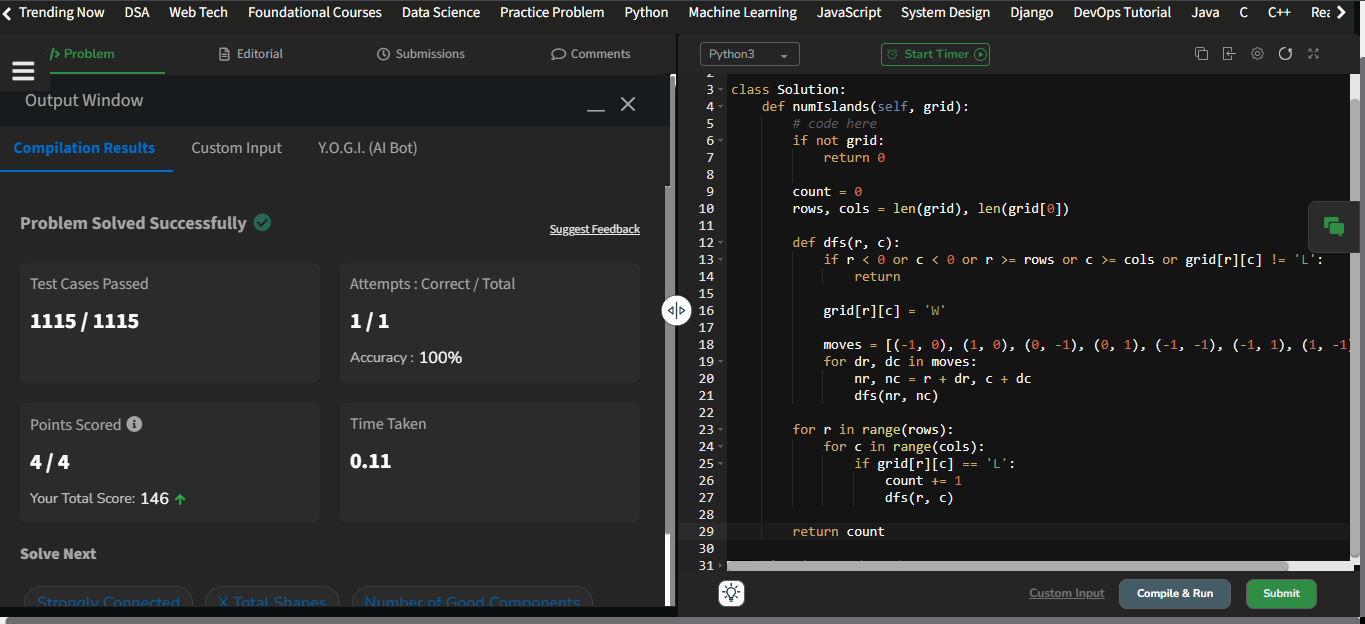 Trending Now DSA Web Tech Foundational Courses Data Science Practice Problem Python Machine Learning JavaScript System Design Django DevOps Tutorial Java C C++
Problem Editorial Submissions Comments
Output Window
Compilation Results Custom Input Y.O.G.I. (AI Bot)
Problem Solved Successfully
Suggest Feedback
Test Cases Passed
1115 / 1115
Attempts : Correct / Total
1 / 1
Accuracy : 100%
Points Scored
4 / 4
Your Total Score: 146
Time Taken
0.11
Solve Next
Strongly Connected X Total Shapes Number of Good Components
Python3 Start Timer
2
3 class Solution:
4     def numIslands(self, grid):
5         # code here
6         if not grid:
7             return 0
8
9         count = 0
10         rows, cols = len(grid), len(grid[0])
11
12         def dfs(r, c):
13             if r < 0 or c < 0 or r >= rows or c >= cols or grid[r][c] != 'L':
14                 return
15
16             grid[r][c] = 'W'
17
18             moves = [(-1, 0), (1, 0), (0, -1), (0, 1), (-1, -1), (-1, 1), (1, -1
19             for dr, dc in moves:
20                 nr, nc = r + dr, c + dc
21                 dfs(nr, nc)
22
23         for r in range(rows):
24             for c in range(cols):
25                 if grid[r][c] == 'L':
26                     count += 1
27                     dfs(r, c)
28
29         return count
30
31
Custom Input Compile & Run Submit